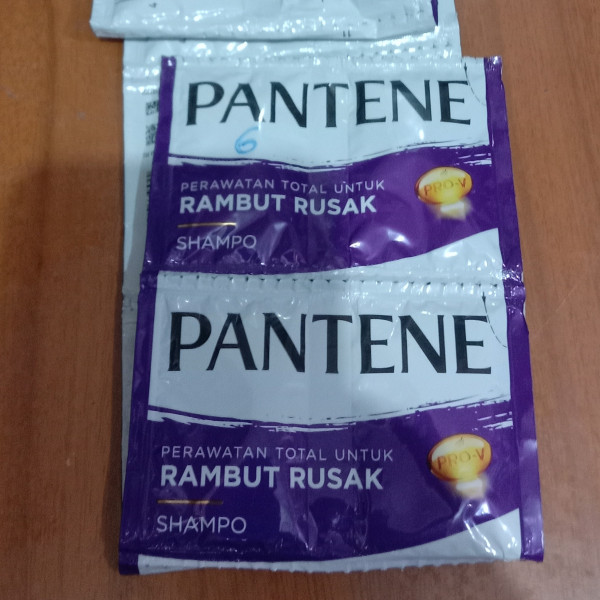 PANTENE
6
PERAWATAN TOTAL UNTUK
RAMBUT RUSAK
PRO-V
SHAMPO
PANTENE
PERAWATAN TOTAL UNTUK
RAMBUT RUSAK
PRO-V
SHAMPO